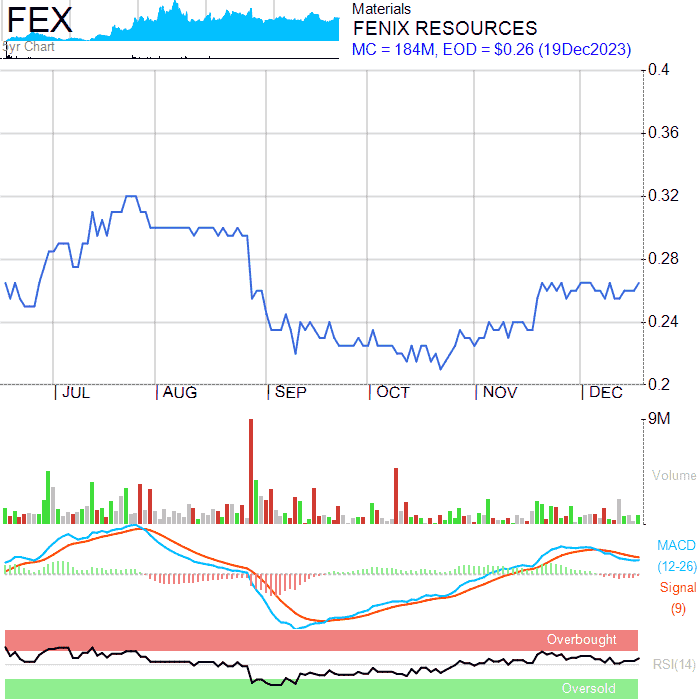 FEX
5yr Chart
Materials
FENIX RESOURCES
MC = 184M, EOD = $0.26 (19Dec2023)
0.4
0.36
0.32
0.28
0.24
0.2
JUL
AUG
SEP
OCT
NOV
DEC
9M
Volume
MACD
(12-26)
Signal
(9)
Overbought
RSI(14)
Oversold